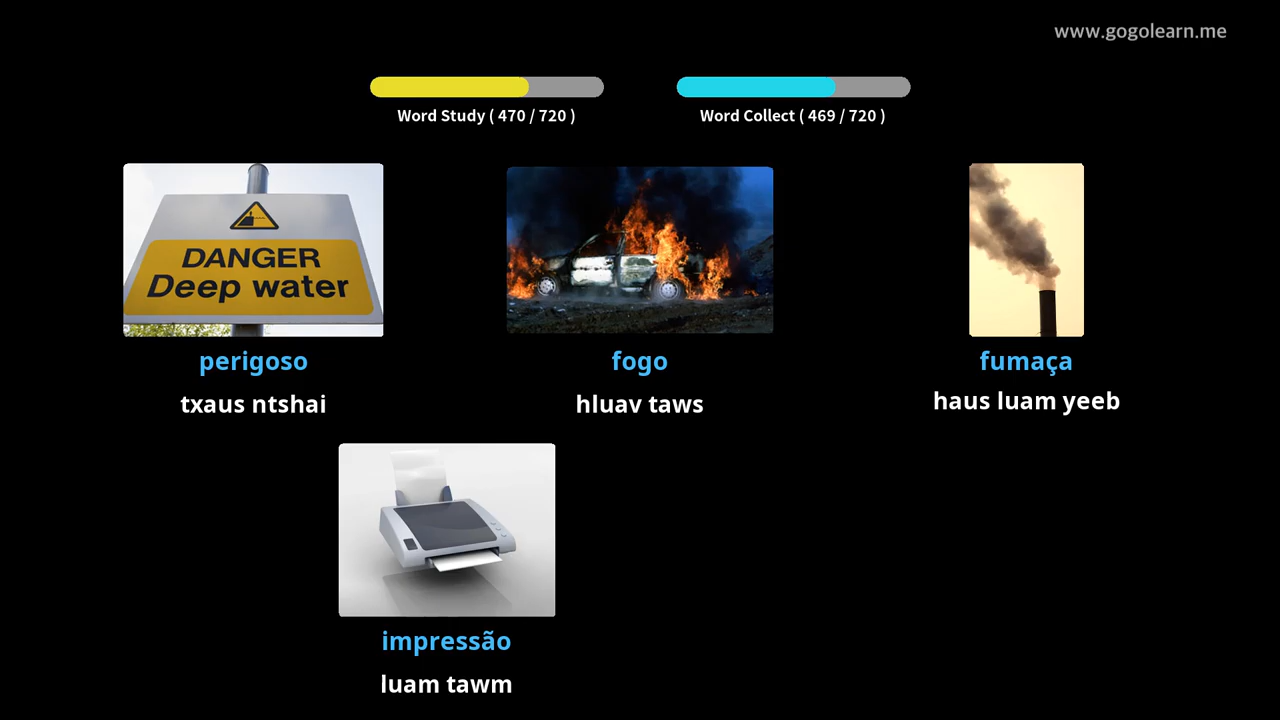 www.gogolearn.me
Word Study ( 470 / 720 )
Word Collect ( 469 / 720 )
DANGER
Deep water
perigoso
fogo
fumaça
txaus ntshai
hluav taws
haus luam yeeb
impressão
luam tawm